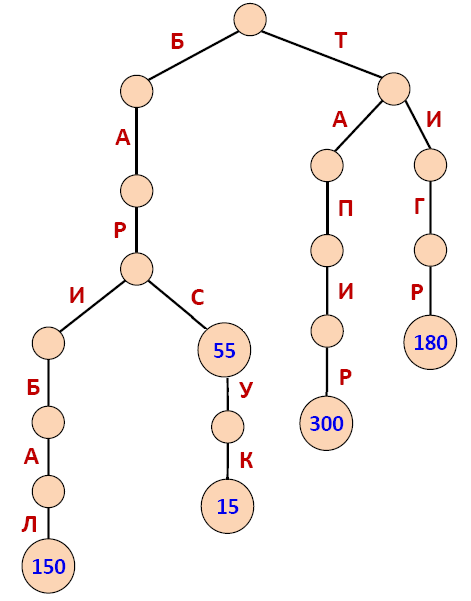 Б Т
А А И
Р П Г
И С И Р
Б 55 У Р 180
А К 300
Л 15
150